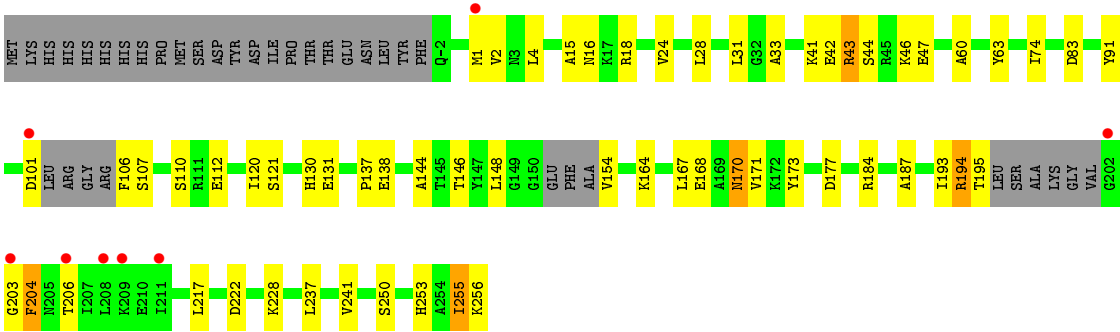 MET LYS HIS HIS HIS HIS HIS HIS HIS PRO MET SER ASP TYR ASP ILE PRO THR THR GLU ASN LEU TYR PHE Q-2 M1 V2 N3 L4 A15 N16 K17 R18 V24 L28 L31 G32 A33 K41 E42 R43 S44 R45 K46 E47 A60 Y63 I74 D83 Y91
D101 LEU ARG GLY ARG F106 S107 S110 R111 E112 I120 S121 H130 E131 P137 E138 A144 T145 T146 Y147 L148 G149 G150 GLU PHE ALA V154 K164 L167 E168 A169 N170 V171 K172 Y173 D177 R184 A187 I193 R194 T195 LEU SER ALA LYS GLY VAL G202
G203 F204 N205 T206 I207 L208 K209 E210 I211 L217 D222 K228 L237 V241 S250 H253 A254 I255 K256